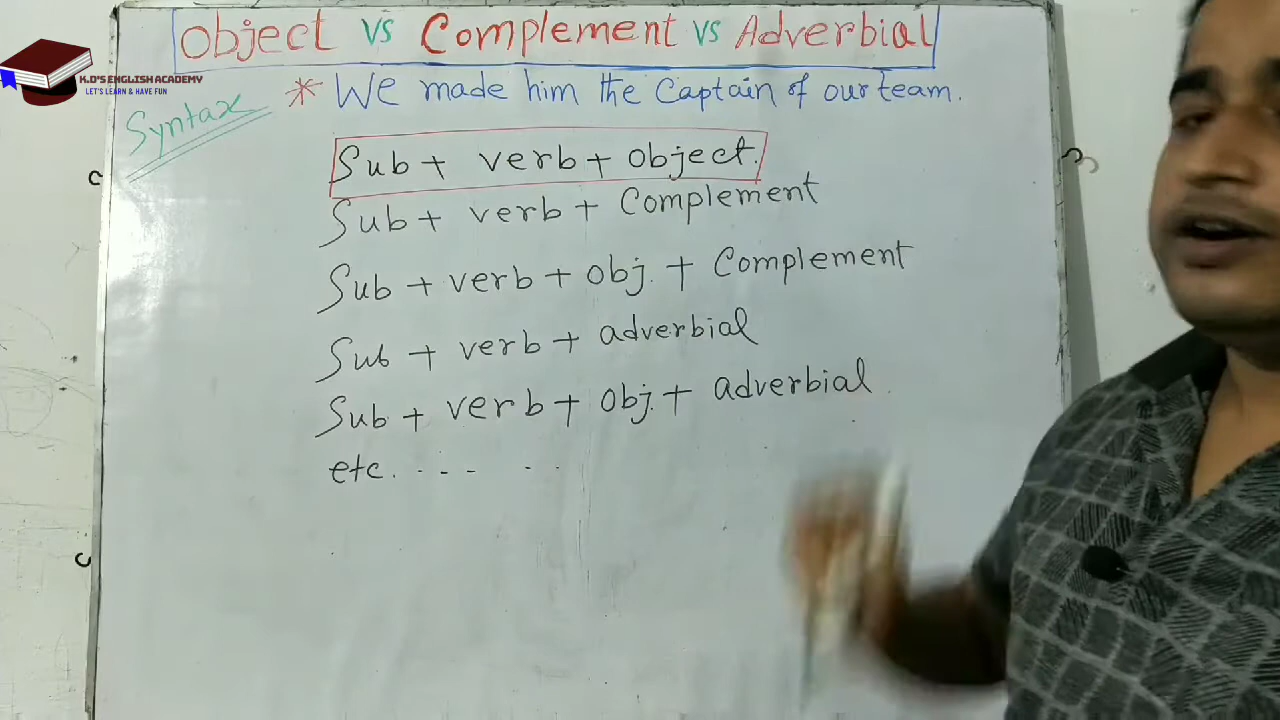 Object vs Complement vs Adverbial
K.D'S ENGLISH ACADEMY
LET'S LEARN & HAVE FUN
Syntax
* We made him the Captain of our team.
Sub + verb + object.
Sub + verb + Complement
Sub + verb + obj. + Complement
Sub + verb + adverbial
Sub + verb + obj. + adverbial
etc. . - - . .